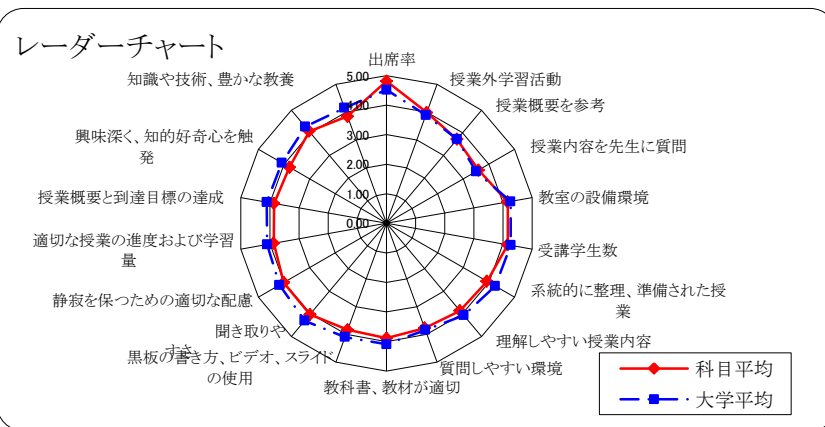 レーダーチャート
出席率
授業外学習活動
授業概要を参考
授業内容を先生に質問
教室の設備環境
受講学生数
系統的に整理、準備された授
業
理解しやすい授業内容
質問しやすい環境
教科書、教材が適切
黒板の書き方、ビデオ、スライド
の使用
聞き取りや
すさ
静寂を保つための適切な配慮
適切な授業の進度および学習
量
授業概要と到達目標の達成
興味深く、知的好奇心を触
発
知識や技術、豊かな教養
5.00
4.00
3.00
2.00
1.00
0.00
科目平均
大学平均